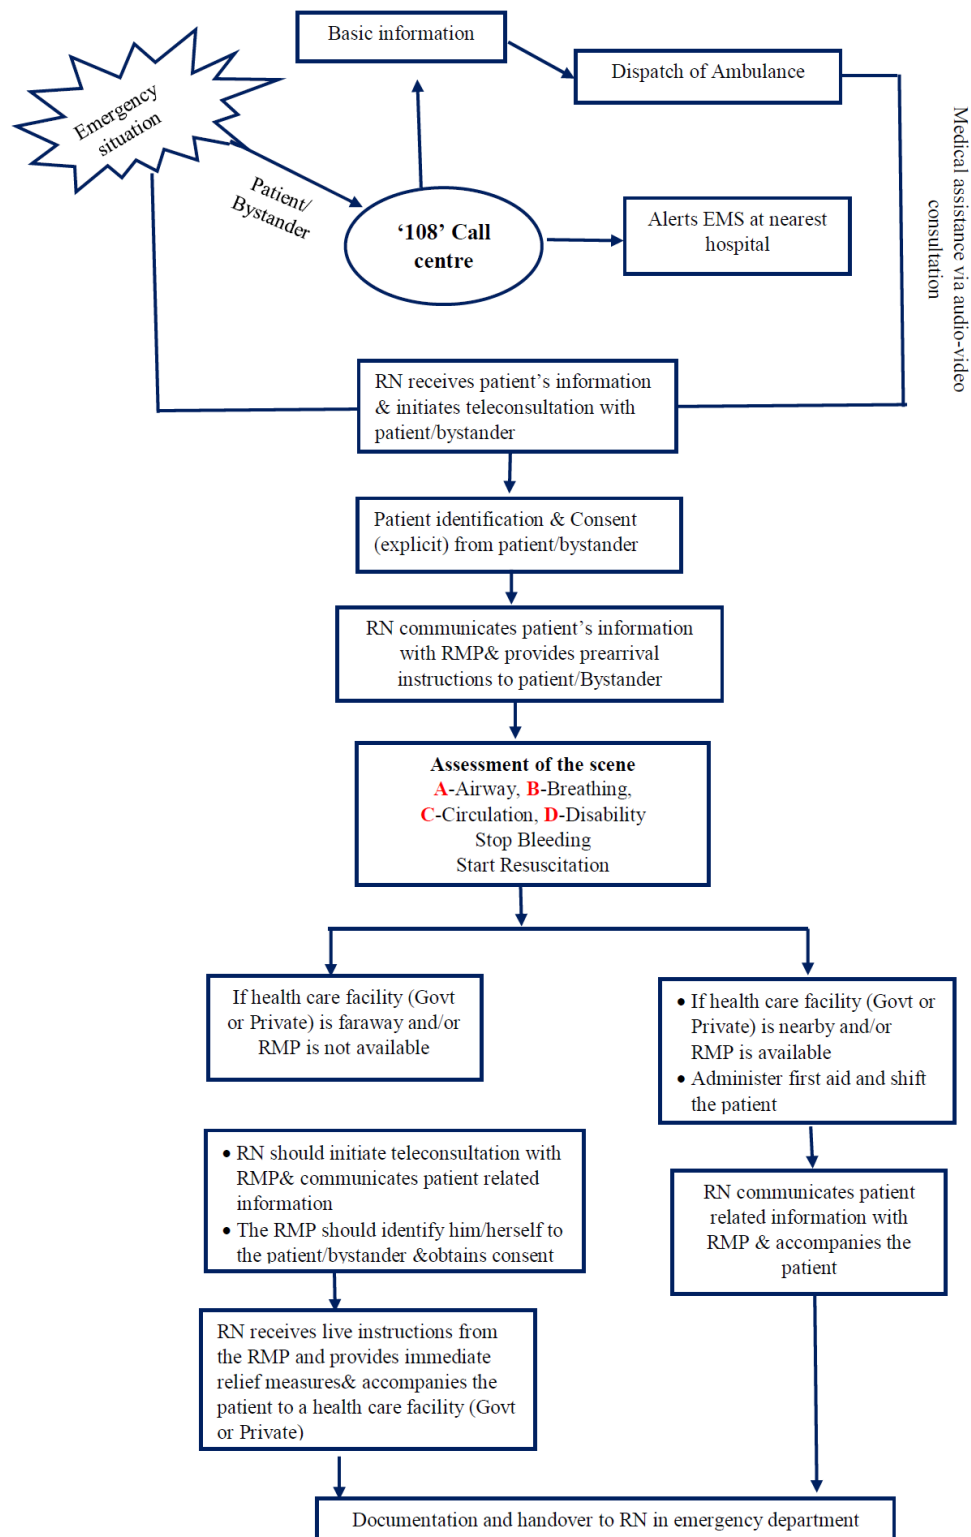 Basic information
Dispatch of Ambulance
Emergency
situation
Patient/
Bystander
‘108’ Call
centre
Alerts EMS at nearest
hospital
Medical assistance via audio-video
consultation
RN receives patient’s information
& initiates teleconsultation with
patient/bystander
Patient identification & Consent
(explicit) from patient/bystander
RN communicates patient’s information
with RMP& provides prearrival
instructions to patient/Bystander
Assessment of the scene
A-Airway, B-Breathing,
C-Circulation, D-Disability
Stop Bleeding
Start Resuscitation
If health care facility (Govt
or Private) is faraway and/or
RMP is not available
• If health care facility (Govt or
Private) is nearby and/or
RMP is available
• Administer first aid and shift
the patient
• RN should initiate teleconsultation with
RMP& communicates patient related
information
• The RMP should identify him/herself to
the patient/bystander &obtains consent
RN communicates patient
related information with
RMP & accompanies the
patient
RN receives live instructions from
the RMP and provides immediate
relief measures& accompanies the
patient to a health care facility (Govt
or Private)
Documentation and handover to RN in emergency department